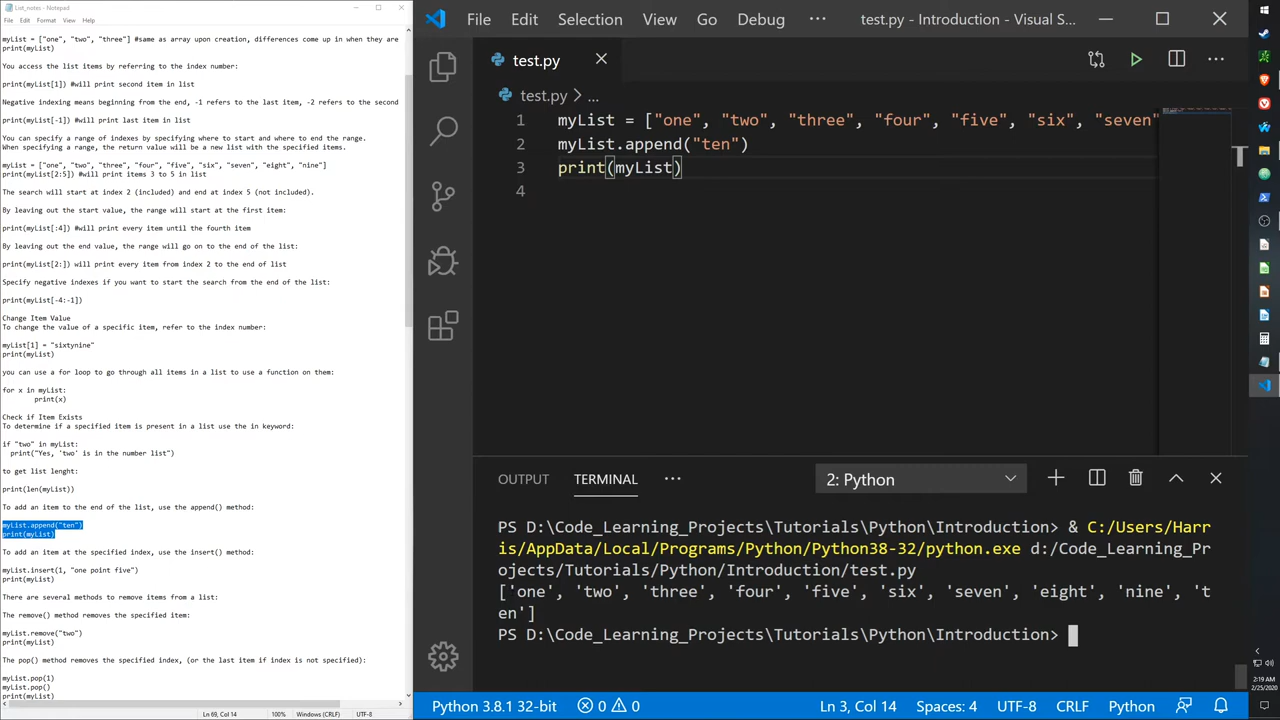 List_notes - Notepad
File Edit Format View Help
myList = ["one", "two", "three"] #same as array upon creation, differences come up in when they are
print(myList)
You access the list items by referring to the index number:
print(myList[1]) #will print second item in list
Negative indexing means beginning from the end, -1 refers to the last item, -2 refers to the second
print(myList[-1]) #will print last item in list
You can specify a range of indexes by specifying where to start and where to end the range.
When specifying a range, the return value will be a new list with the specified items.
myList = ["one", "two", "three", "four", "five", "six", "seven", "eight", "nine"]
print(myList[2:5]) #will print items 3 to 5 in list
The search will start at index 2 (included) and end at index 5 (not included).
By leaving out the start value, the range will start at the first item:
print(myList[:4]) #will print every item until the fourth item
By leaving out the end value, the range will go on to the end of the list:
print(myList[2:]) will print every item from index 2 to the end of list
Specify negative indexes if you want to start the search from the end of the list:
print(myList[-4:-1])
Change Item Value
To change the value of a specific item, refer to the index number:
myList[1] = "sixtynine"
print(myList)
you can use a for loop to go through all items in a list to use a function on them:
for x in myList:
print(x)
Check if Item Exists
To determine if a specified item is present in a list use the in keyword:
if "two" in myList:
print("Yes, 'two' is in the number list")
to get list lenght:
print(len(myList))
To add an item to the end of the list, use the append() method:
myList.append("ten")
print(myList)
To add an item at the specified index, use the insert() method:
myList.insert(1, "one point five")
print(myList)
There are several methods to remove items from a list:
The remove() method removes the specified item:
myList.remove("two")
print(myList)
The pop() method removes the specified index, (or the last item if index is not specified):
myList.pop(1)
myList.pop()
print(myList)
Ln 69, Col 14 100% Windows (CRLF) UTF-8
File Edit Selection View Go Debug ··· test.py - Introduction - Visual S...
test.py
test.py > ...
1 myList = ["one", "two", "three", "four", "five", "six", "seven"
2 myList.append("ten")
3 print(myList)
4
OUTPUT TERMINAL ··· 2: Python
PS D:\Code_Learning_Projects\Tutorials\Python\Introduction> & C:/Users/Harr
is/AppData/Local/Programs/Python/Python38-32/python.exe d:/Code_Learning_Pr
ojects/Tutorials/Python/Introduction/test.py
['one', 'two', 'three', 'four', 'five', 'six', 'seven', 'eight', 'nine', 't
en']
PS D:\Code_Learning_Projects\Tutorials\Python\Introduction>
Python 3.8.1 32-bit 0 0 Ln 3, Col 14 Spaces: 4 UTF-8 CRLF Python
2:19 AM
2/25/2020